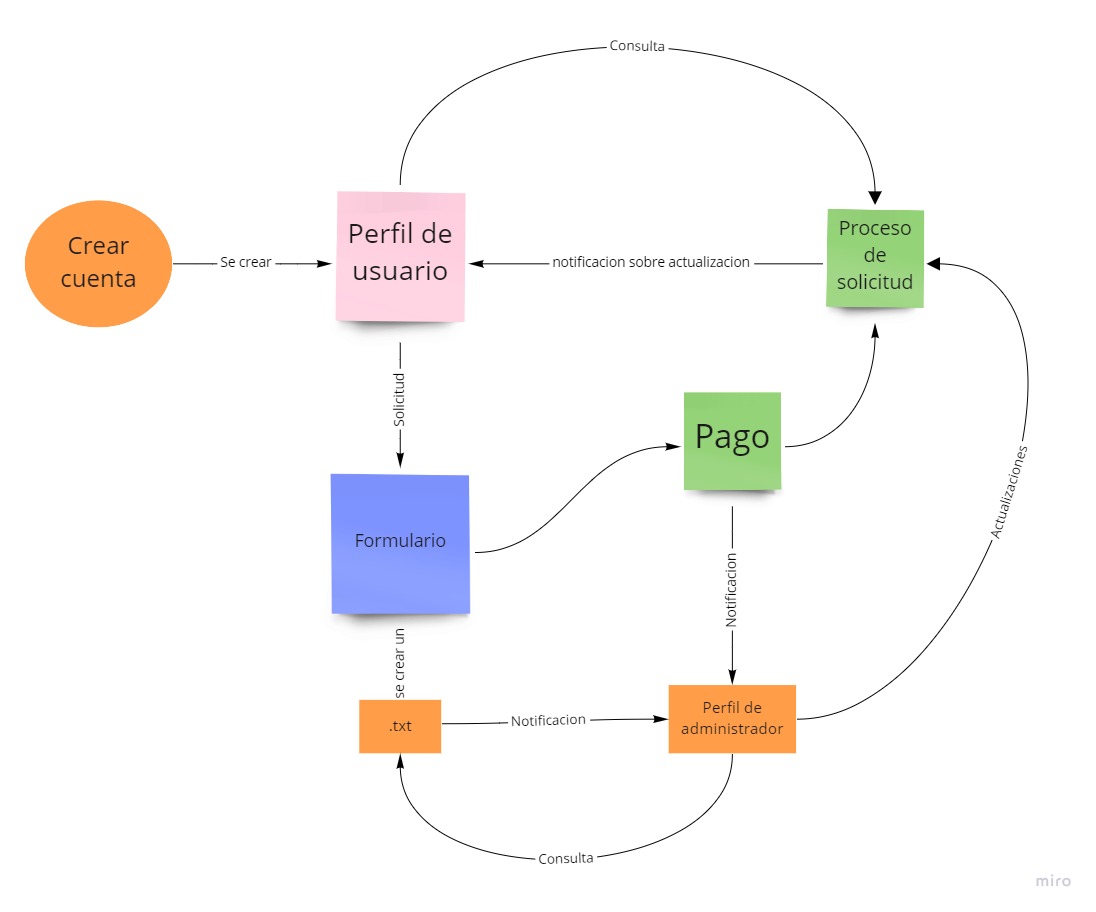 Consulta
Crear
cuenta
Se crear
Perfil de
usuario
notificacion sobre actualizacion
Proceso
de
solicitud
Solicitud
Pago
Actualizaciones
Formulario
Notificacion
se crear un
.txt
Notificacion
Perfil de
administrador
Consulta
miro